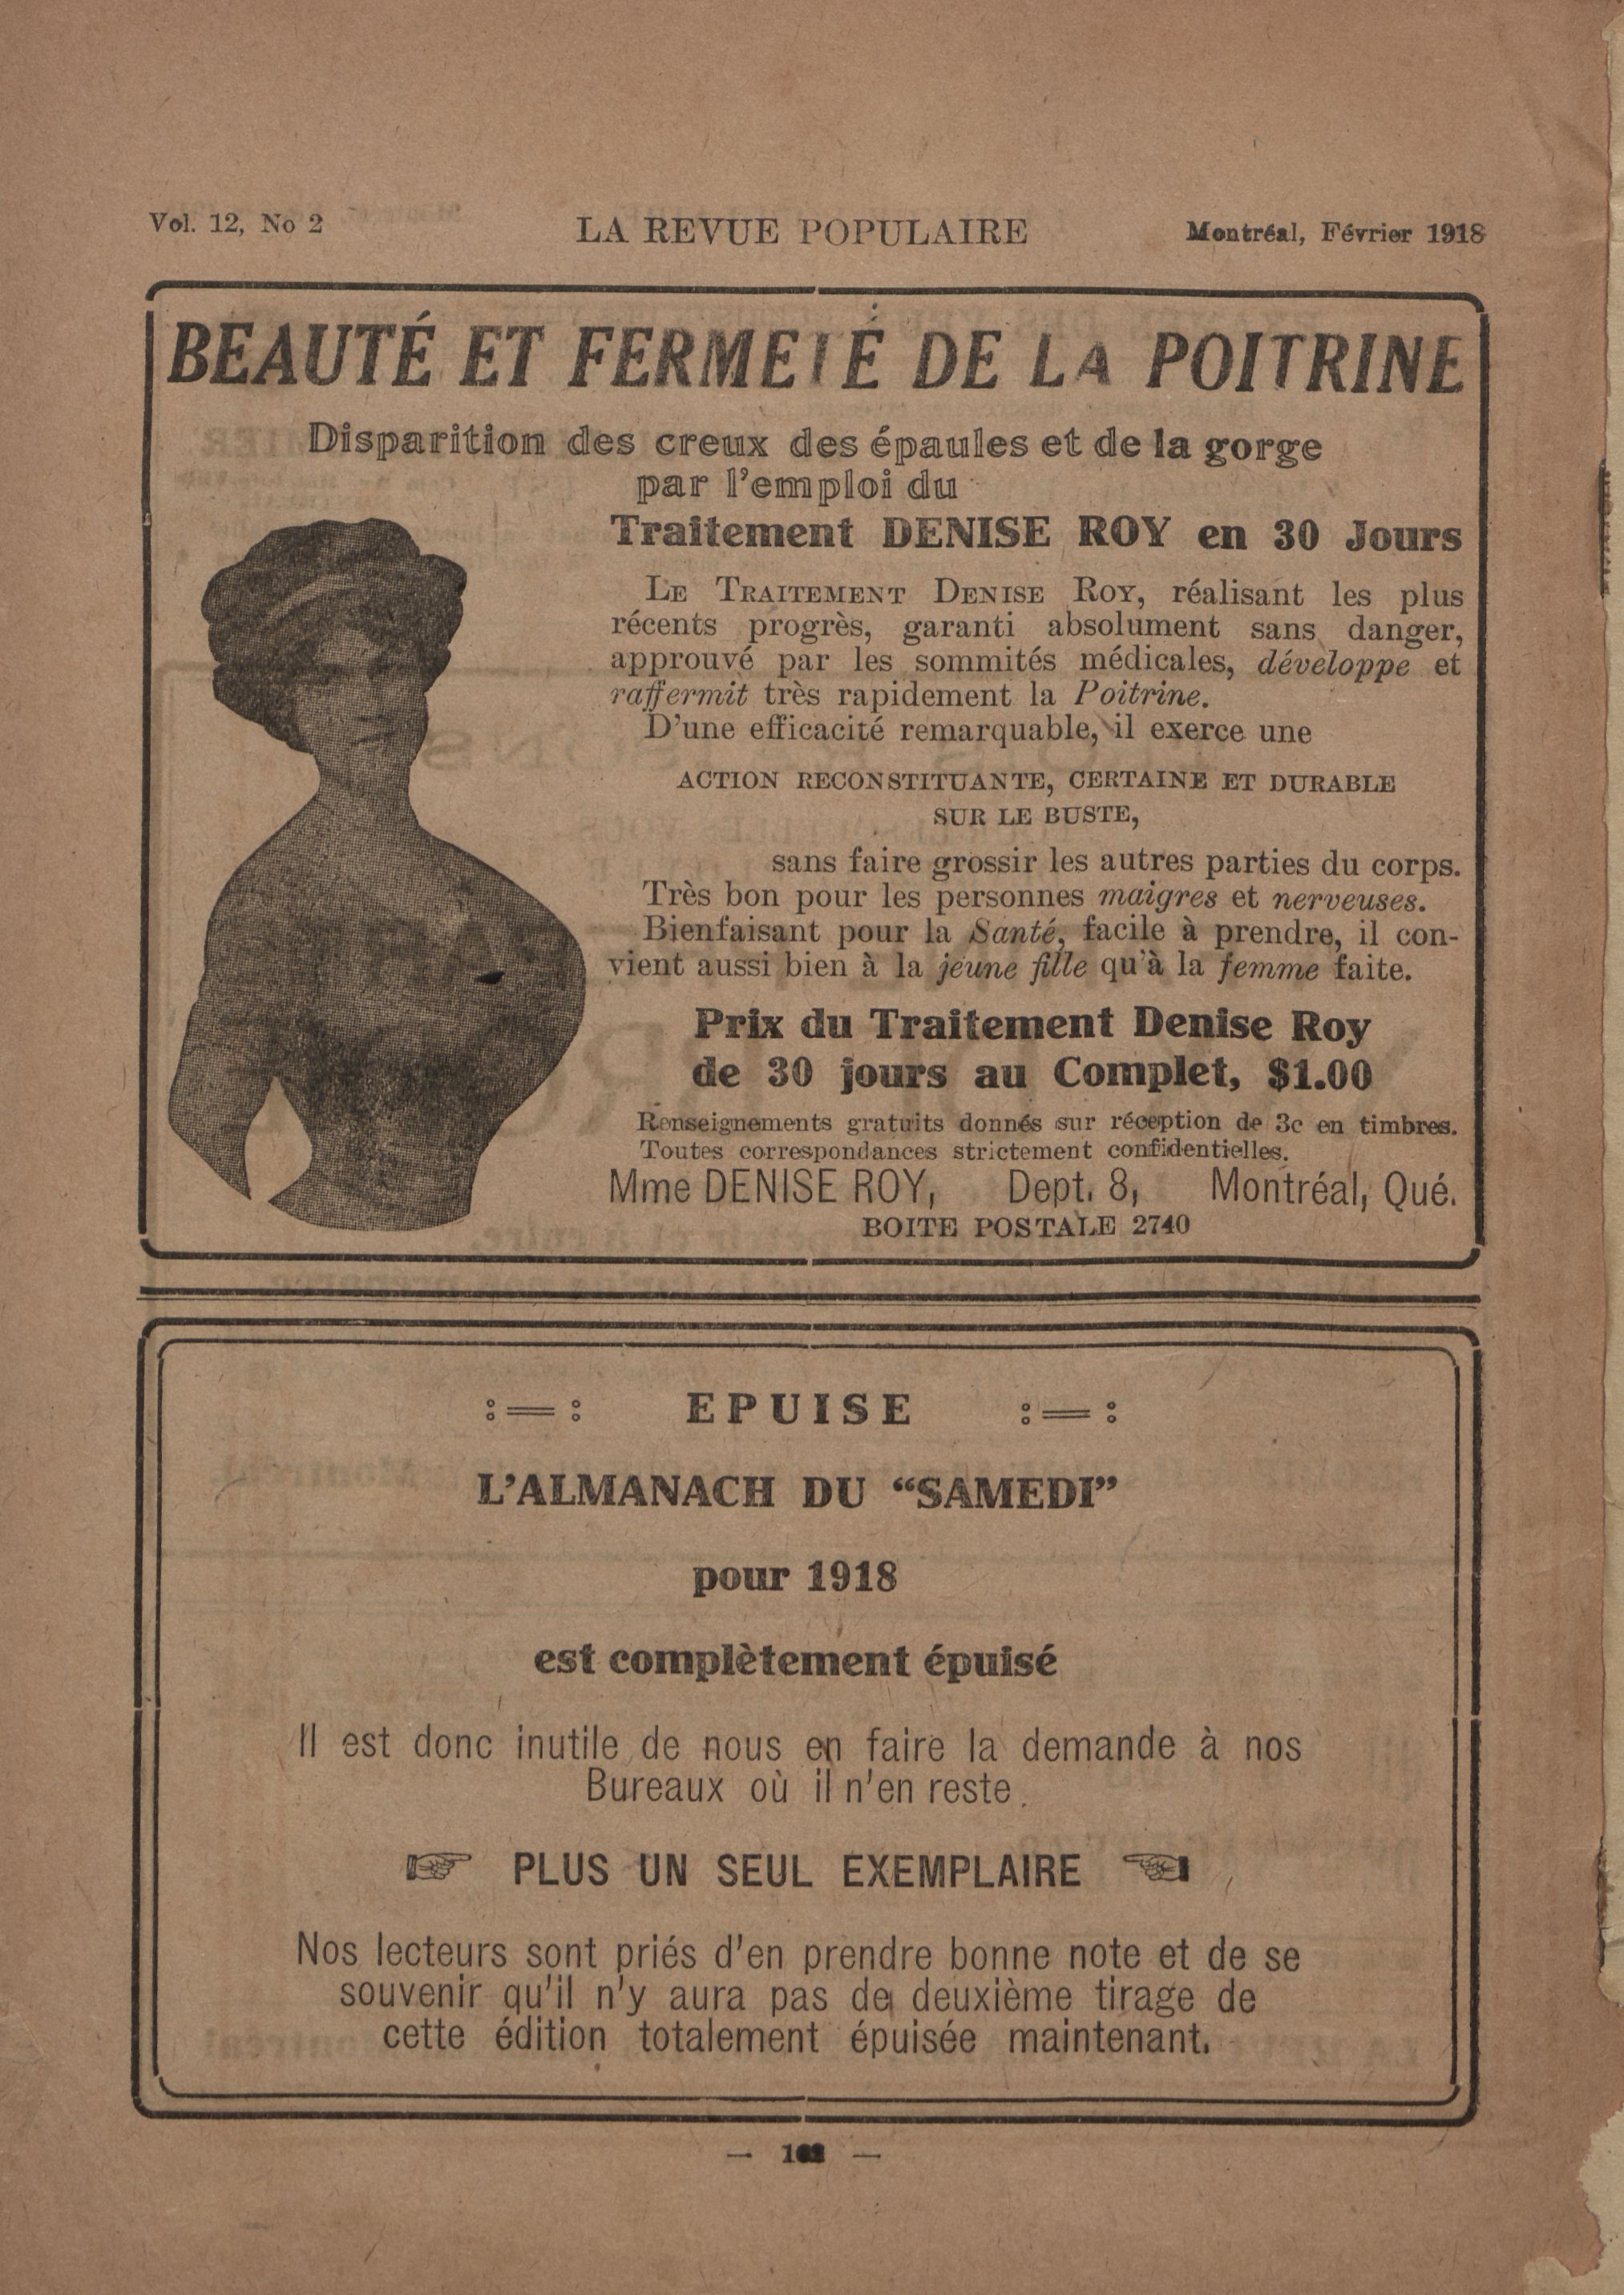 Vol. 12, No 2 LA REVUE POPULAIRE Montréal, Février 1918
BEAUTÉ ET FERMETÉ DE LA POITRINE
Disparition des creux des épaules et de la gorge
par l'emploi du
Traitement DENISE ROY en 30 Jours
LE TRAITEMENT DENISE ROY, réalisant les plus
récents progrès, garanti absolument sans danger,
approuvé par les sommités médicales, développe et
raffermit très rapidement la Poitrine.
D'une efficacité remarquable, il exerce une
ACTION RECONSTITUANTE, CERTAINE ET DURABLE
SUR LE BUSTE,
sans faire grossir les autres parties du corps.
Très bon pour les personnes maigres et nerveuses.
Bienfaisant pour la Santé, facile à prendre, il con-
vient aussi bien à la jeune fille qu'à la femme faite.
Prix du Traitement Denise Roy
de 30 jours au Complet, $1.00
Renseignements gratuits donnés sur réception de 3c en timbres.
Toutes correspondances strictement confidentielles.
Mme DENISE ROY, Dept. 8, Montréal, Qué.
BOITE POSTALE 2740
EPUISE
L'ALMANACH DU "SAMEDI"
pour 1918
est complètement épuisé
Il est donc inutile de nous en faire la demande à nos
Bureaux où il n'en reste
PLUS UN SEUL EXEMPLAIRE
Nos lecteurs sont priés d'en prendre bonne note et de se
souvenir qu'il n'y aura pas de deuxième tirage de
cette édition totalement épuisée maintenant.